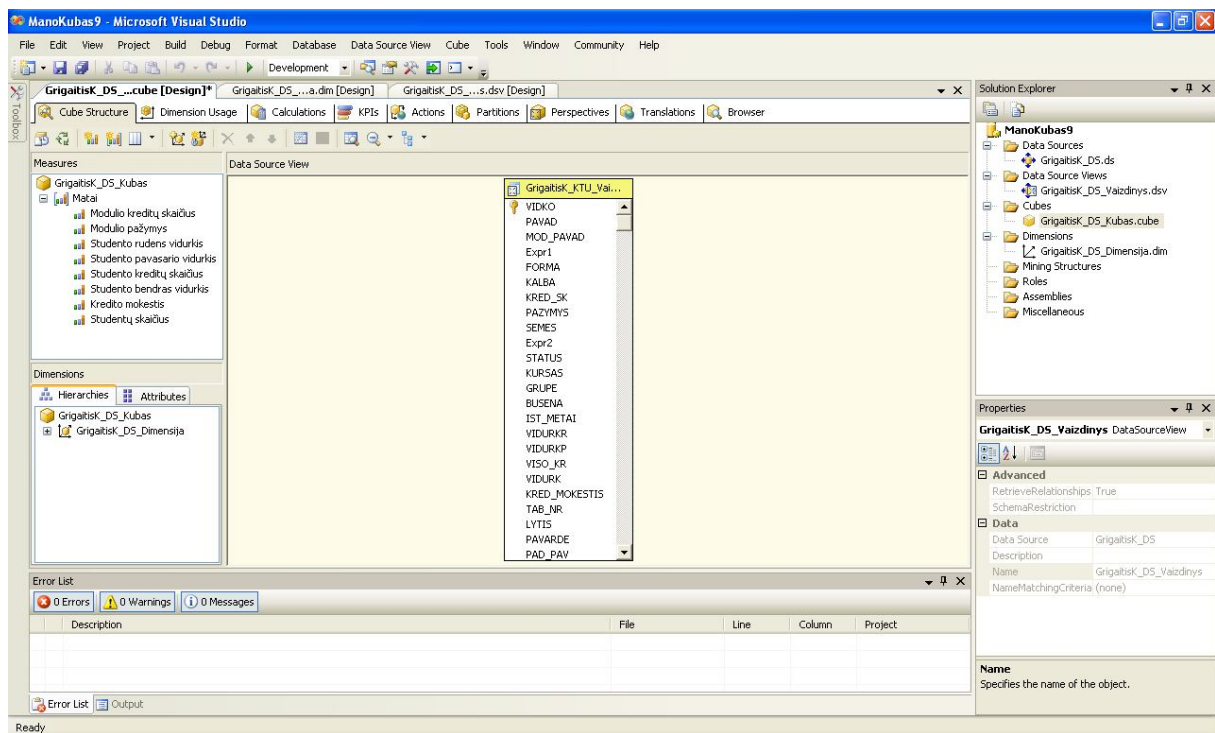 ManoKubas9 - Microsoft Visual Studio
File Edit View Project Build Debug Format Database Data Source View Cube Tools Window Community Help
Development
GrigaitisK_DS_...cube [Design]* GrigaitisK_DS_...a.dim [Design] GrigaitisK_DS_...s.dsv [Design]
Toolbox
Cube Structure Dimension Usage Calculations KPIs Actions Partitions Perspectives Translations Browser
Measures
GrigaitisK_DS_Kubas
Matai
Modulio kreditų skaičius
Modulio pažymys
Studento rudens vidurkis
Studento pavasario vidurkis
Studento kreditų skaičius
Studento bendras vidurkis
Kredito mokestis
Studentų skaičius
Dimensions
Hierarchies Attributes
GrigaitisK_DS_Kubas
GrigaitisK_DS_Dimensija
Data Source View
GrigaitisK_KTU_Vai...
VIDKO
PAVAD
MOD_PAVAD
Expr1
FORMA
KALBA
KRED_SK
PAZYMYS
SEMES
Expr2
STATUS
KURSAS
GRUPE
BUSENA
IST_METAI
VIDURKR
VIDURKP
VISO_KR
VIDURK
KRED_MOKESTIS
TAB_NR
LYTIS
PAVARDE
PAD_PAV
Solution Explorer
ManoKubas9
Data Sources
GrigaitisK_DS.ds
Data Source Views
GrigaitisK_DS_Vaizdinys.dsv
Cubes
GrigaitisK_DS_Kubas.cube
Dimensions
GrigaitisK_DS_Dimensija.dim
Mining Structures
Roles
Assemblies
Miscellaneous
Properties
GrigaitisK_DS_Vaizdinys DataSourceView
Advanced
RetrieveRelationships True
SchemaRestriction
Data
Data Source GrigaitisK_DS
Description
Name GrigaitisK_DS_Vaizdinys
NameMatchingCriteria (none)
Name
Specifies the name of the object.
Error List
0 Errors 0 Warnings 0 Messages
Description File Line Column Project
Error List Output
Ready